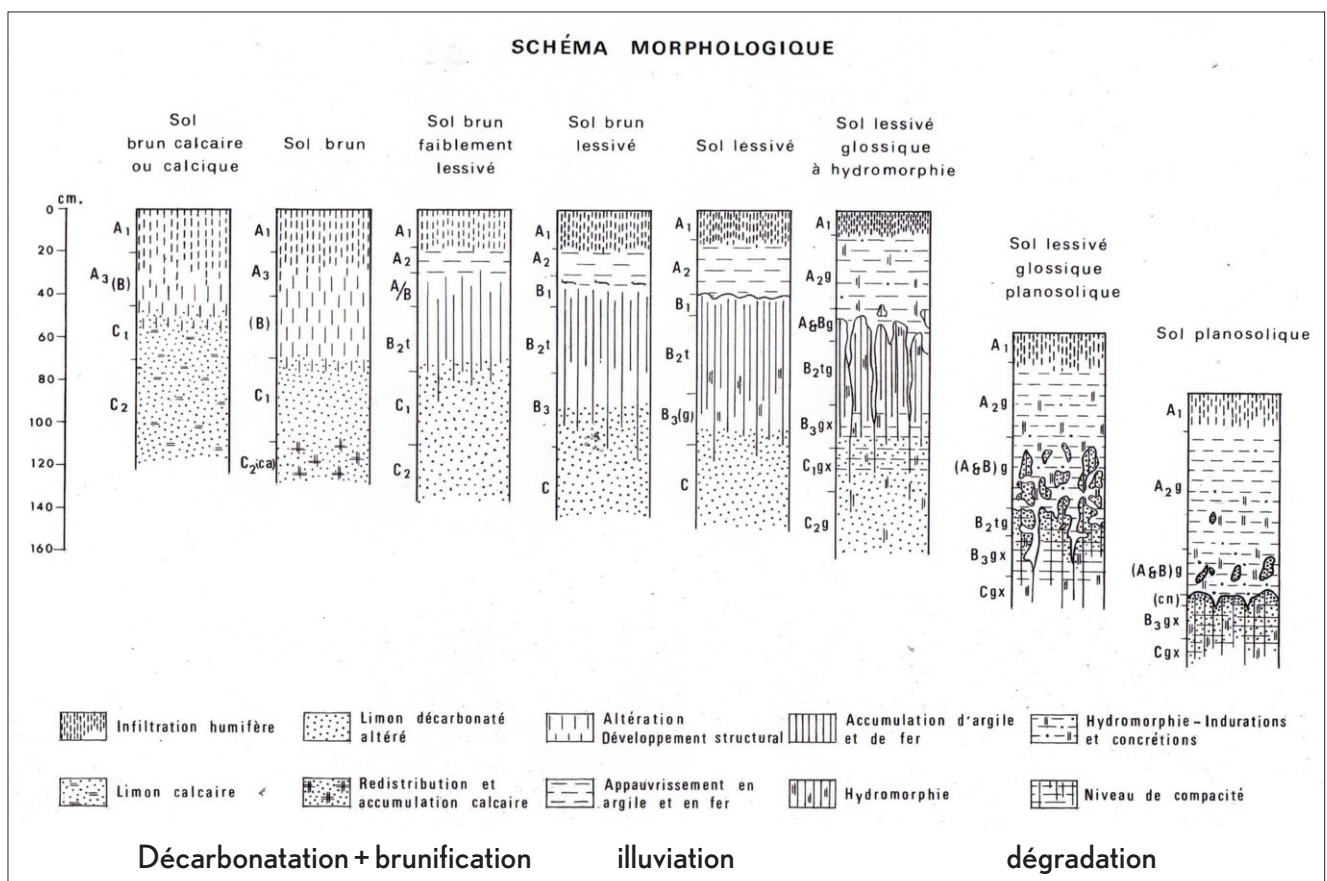 SCHÉMA MORPHOLOGIQUE
Sol
brun calcaire
ou calcique
Sol brun
Sol brun
faiblement
lessivé
Sol brun
lessivé
Sol lessivé
Sol lessivé
glossique
à hydromorphie
Sol lessivé
glossique
planosolique
Sol planosolique
cm.
0
20
40
60
80
100
120
140
160
A1
A3(B)
C1
C2
A1
A3
(B)
C1
C2(ca)
A1
A2
A/B
B2t
C1
C2
A1
A2
B1
B2t
B3
C
A1
A2
B1
B2t
B3(g)
C
A1
A2g
A&Bg
B2tg
B3gx
C1gx
C2g
A1
A2g
(A&B)g
B2tg
B3gx
Cgx
A1
A2g
(A&B)g
(cn)
B3gx
Cgx
Infiltration humifère
Limon décarbonaté
altéré
Altération
Développement structural
Accumulation d'argile
et de fer
Hydromorphie - Indurations
et concrétions
Limon calcaire
Redistribution et
accumulation calcaire
Appauvrissement en
argile et en fer
Hydromorphie
Niveau de compacité
Décarbonatation + brunification
illuviation
dégradation